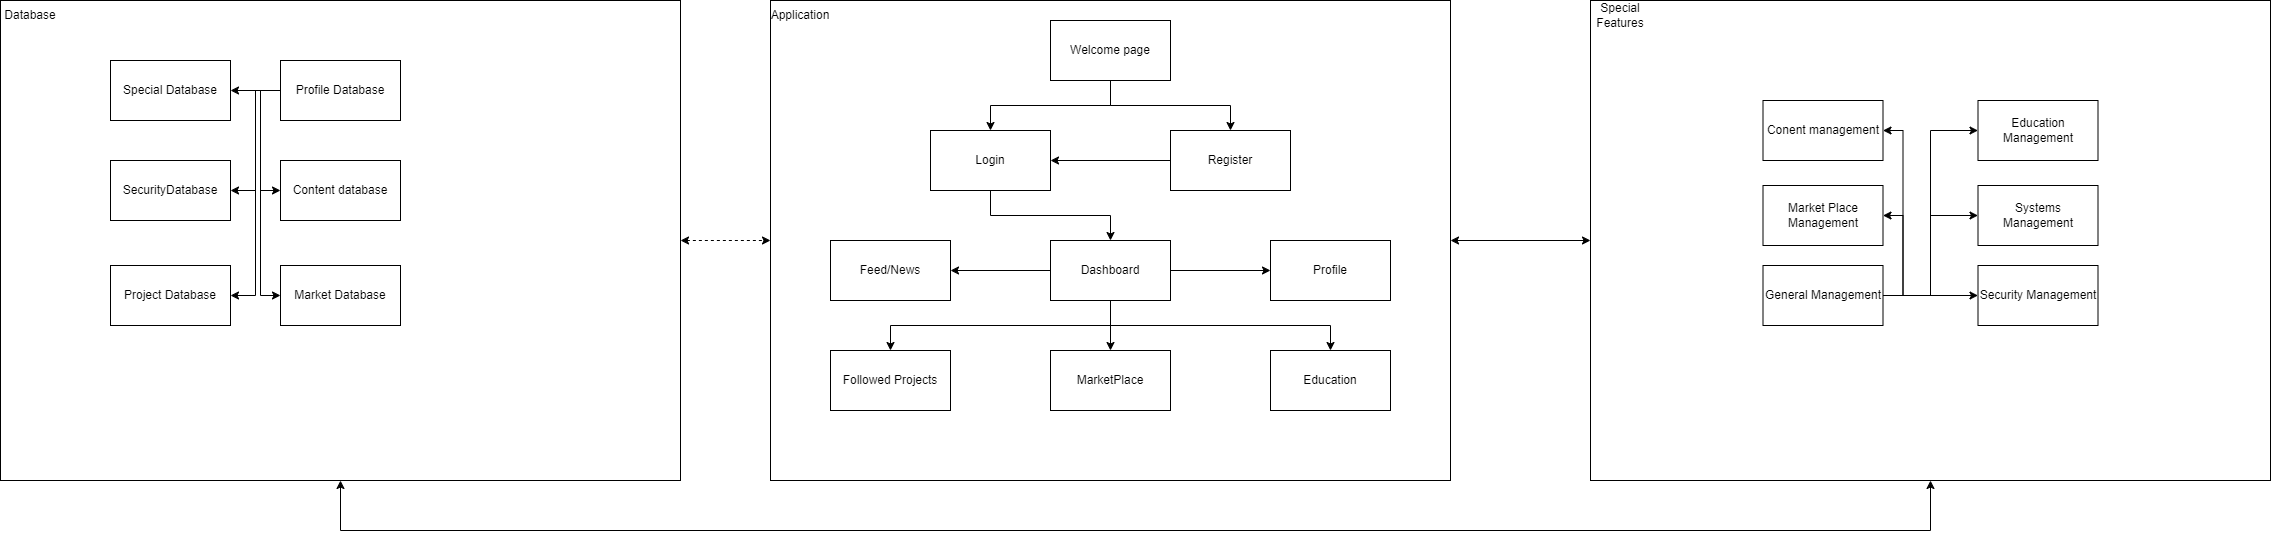 Database
Special Database
Profile Database
SecurityDatabase
Content database
Project Database
Market Database
Application
Welcome page
Login
Register
Feed/News
Dashboard
Profile
Followed Projects
MarketPlace
Education
Special
Features
Conent management
Education
Management
Market Place
Management
Systems
Management
General Management
Security Management